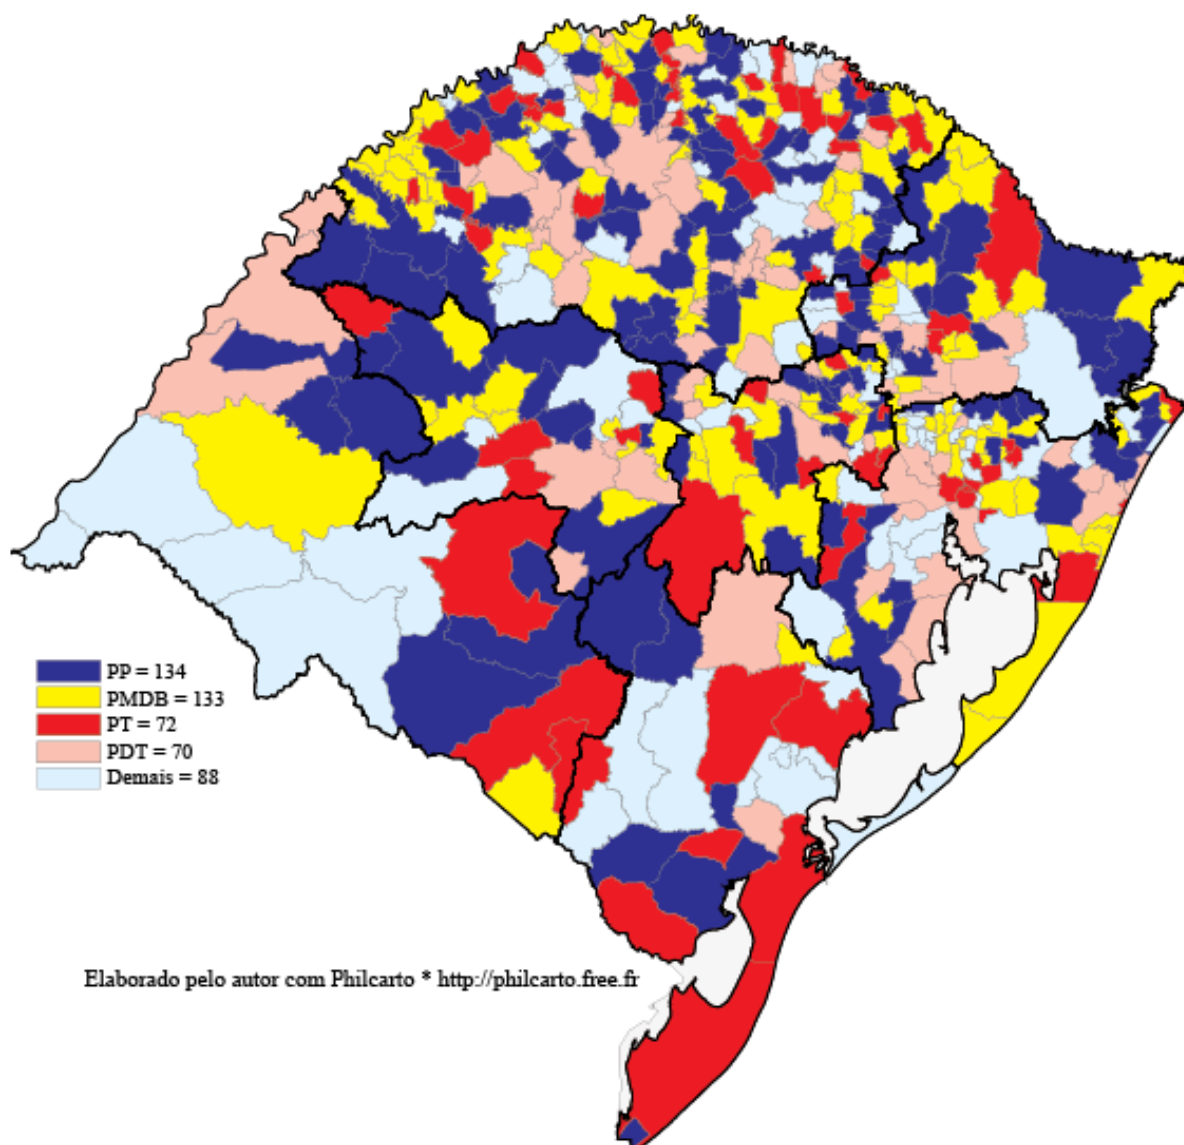 PP = 134
PMDB = 133
PT = 72
PDT = 70
Demais = 88
Elaborado pelo autor com Philcarto * http://philcarto.free.fr